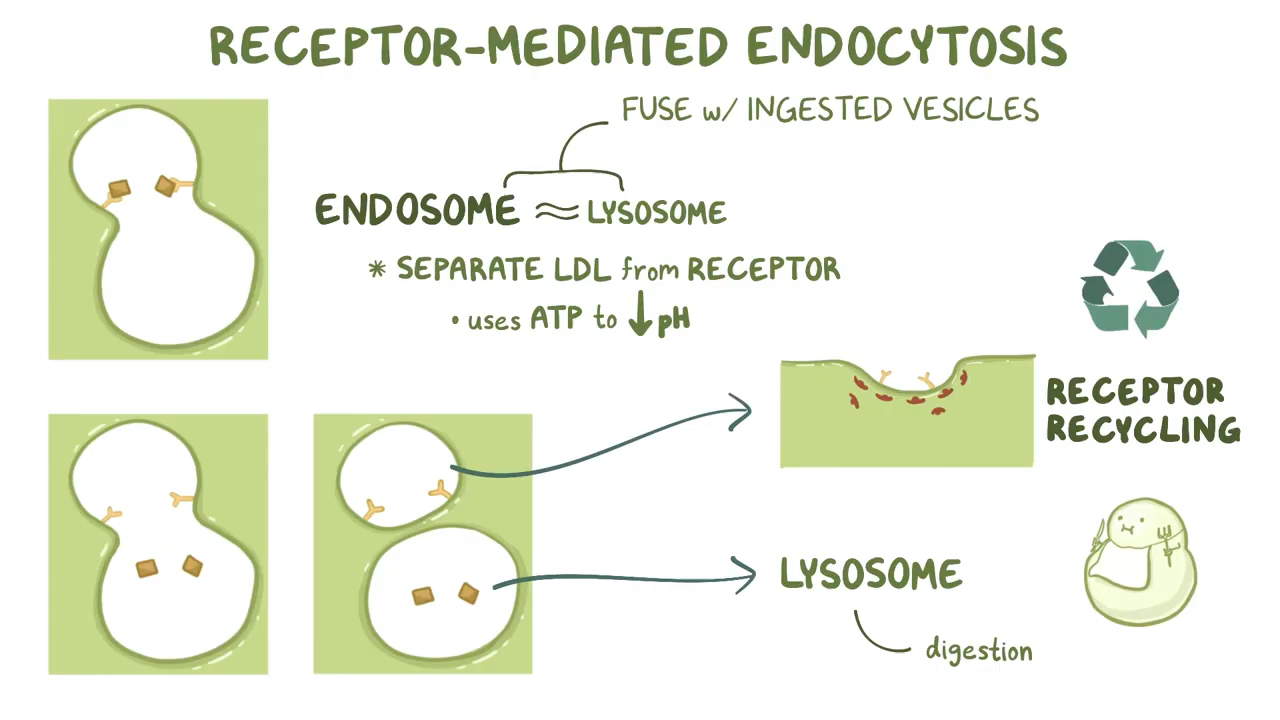 RECEPTOR-MEDIATED ENDOCYTOSIS
FUSE w/ INGESTED VESICLES
ENDOSOME ≈ LYSOSOME
* SEPARATE LDL from RECEPTOR
• uses ATP to ↓ pH
RECEPTOR
RECYCLING
LYSOSOME
digestion